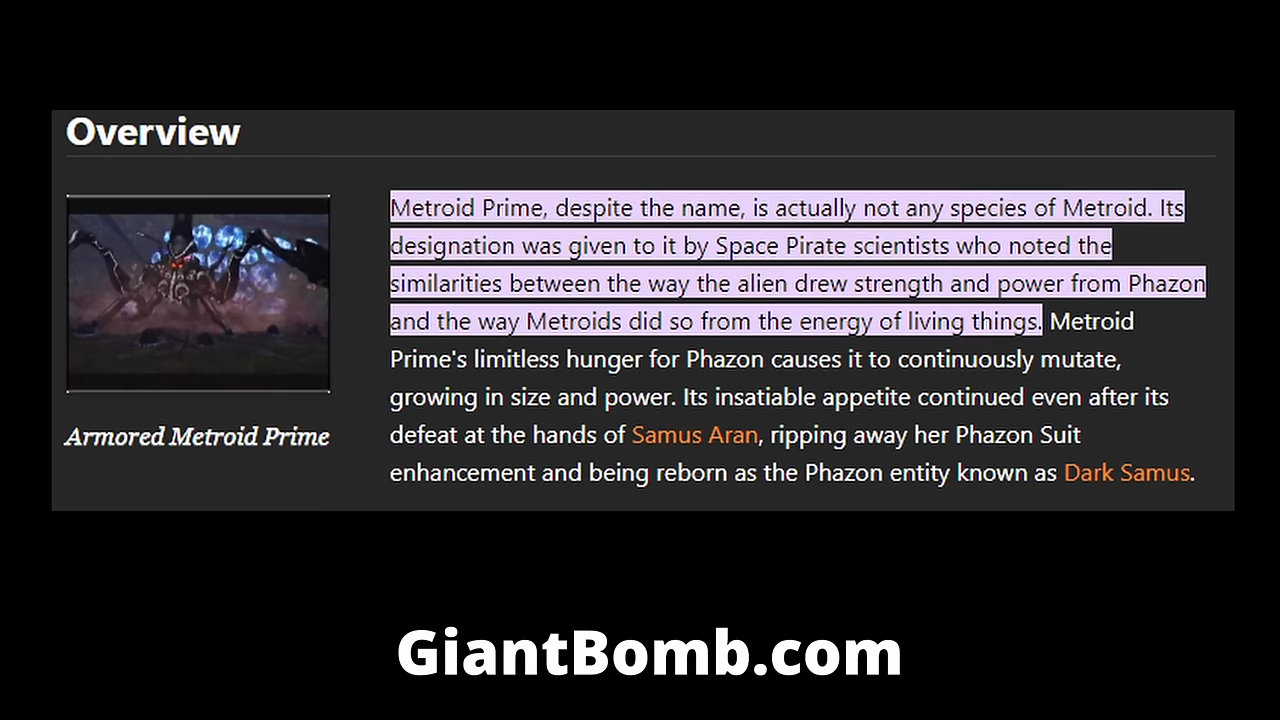 Overview
Metroid Prime, despite the name, is actually not any species of Metroid. Its
designation was given to it by Space Pirate scientists who noted the
similarities between the way the alien drew strength and power from Phazon
and the way Metroids did so from the energy of living things. Metroid
Prime's limitless hunger for Phazon causes it to continuously mutate,
growing in size and power. Its insatiable appetite continued even after its
defeat at the hands of Samus Aran, ripping away her Phazon Suit
enhancement and being reborn as the Phazon entity known as Dark Samus.
Armored Metroid Prime
GiantBomb.com